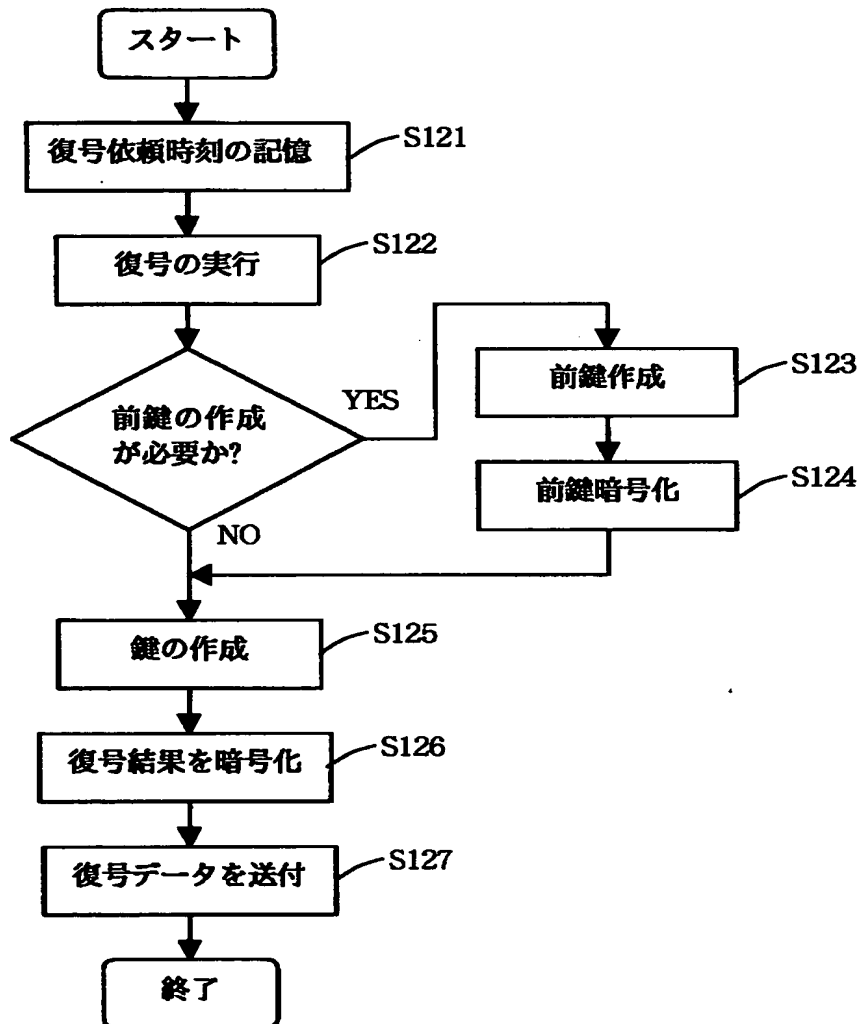 スタート
復号依頼時刻の記憶
S121
復号の実行
S122
前鍵の作成
が必要か?
YES
前鍵作成
S123
前鍵暗号化
S124
NO
鍵の作成
S125
復号結果を暗号化
S126
復号データを送付
S127
終了